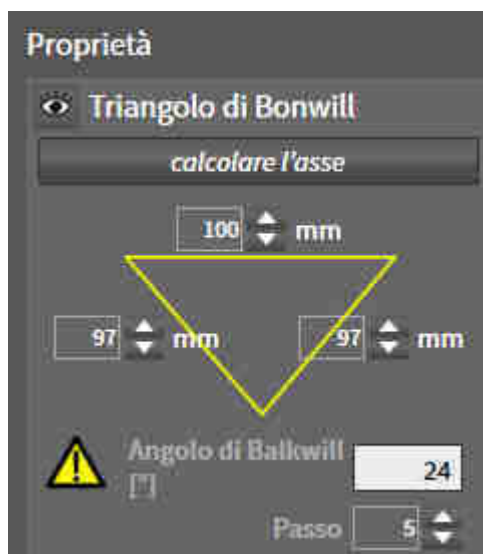 Proprietà
Triangolo di Bonwill
calcolare l'asse
100 mm
97 mm 97 mm
Angolo di Balkwill
[°] 24
Passo 5